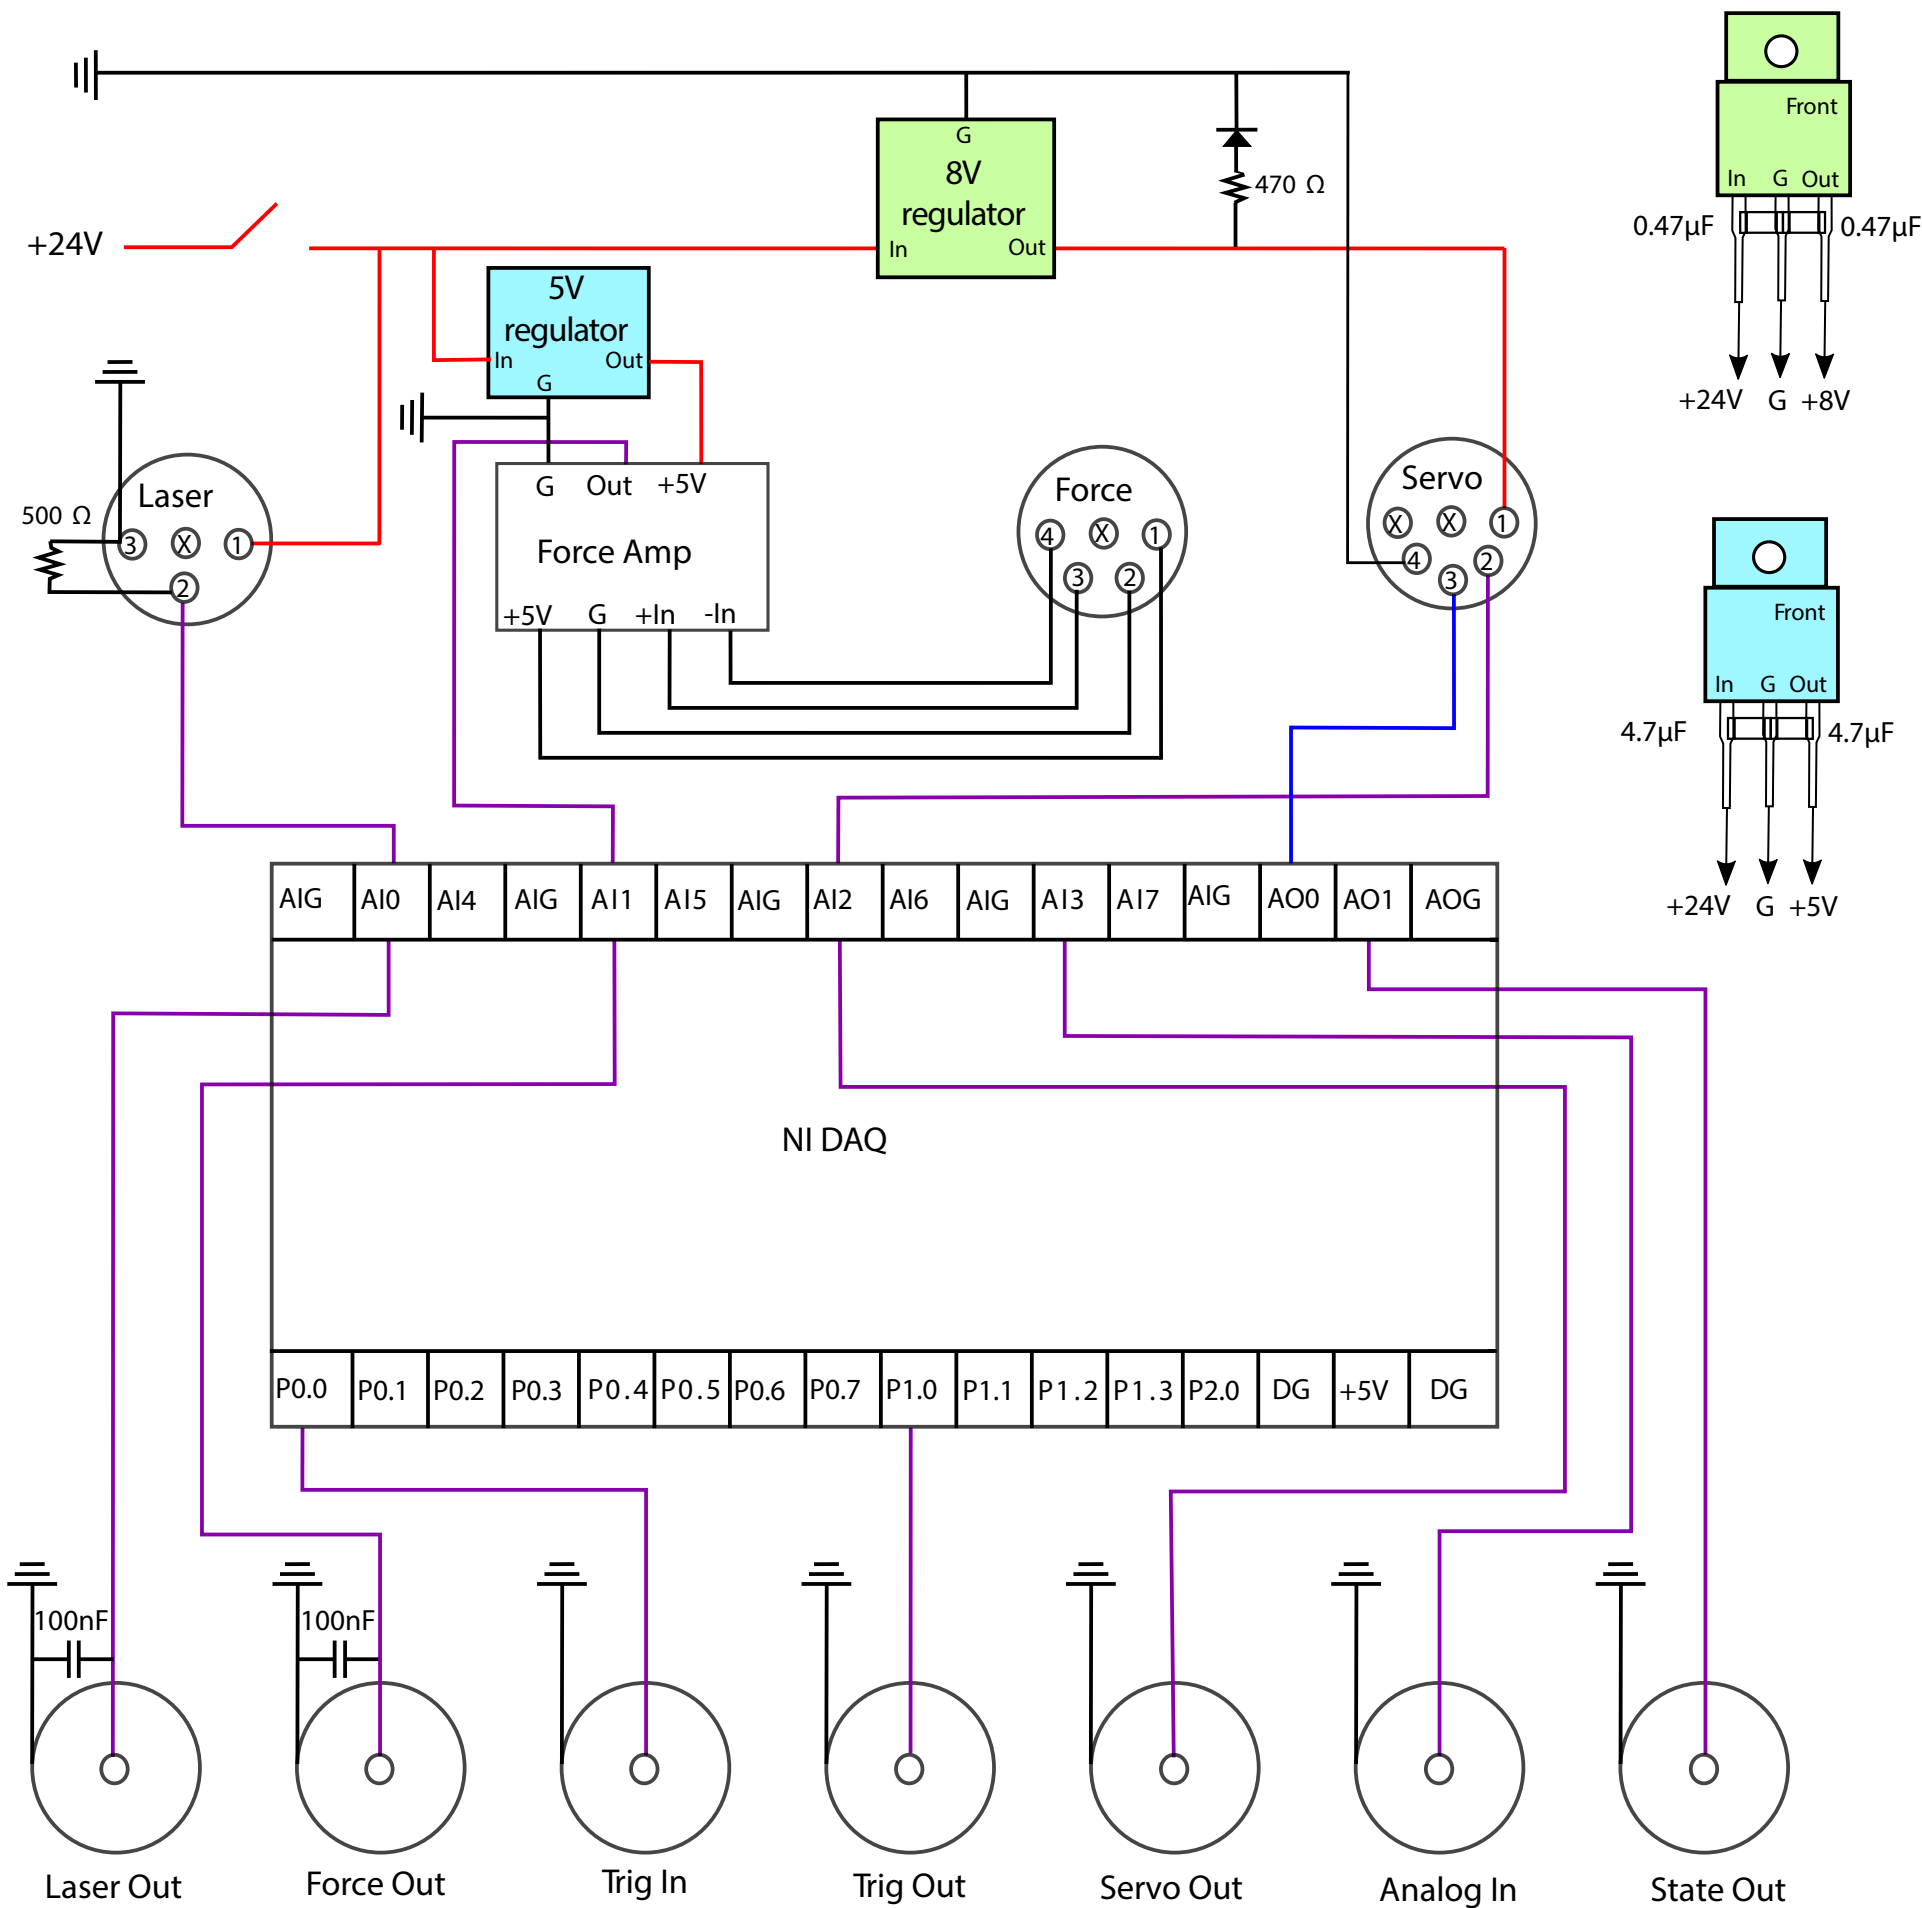 Front
In G Out
0.47µF
0.47µF
+24V G +8V
G
8V
regulator
In
Out
470 Ω
+24V
5V
regulator
In
Out
G
Laser
500 Ω
3 X 1
2
G Out +5V
Force Amp
+5V G +In -In
Force
4 X 1
3 2
Servo
X X 1
4 3 2
Front
In G Out
4.7µF
4.7µF
+24V G +5V
AIG AI0 AI4 AIG AI1 AI5 AIG AI2 AI6 AIG AI3 AI7 AIG AO0 AO1 AOG
NI DAQ
P0.0 P0.1 P0.2 P0.3 P0.4 P0.5 P0.6 P0.7 P1.0 P1.1 P1.2 P1.3 P2.0 DG +5V DG
100nF
100nF
Laser Out
Force Out
Trig In
Trig Out
Servo Out
Analog In
State Out